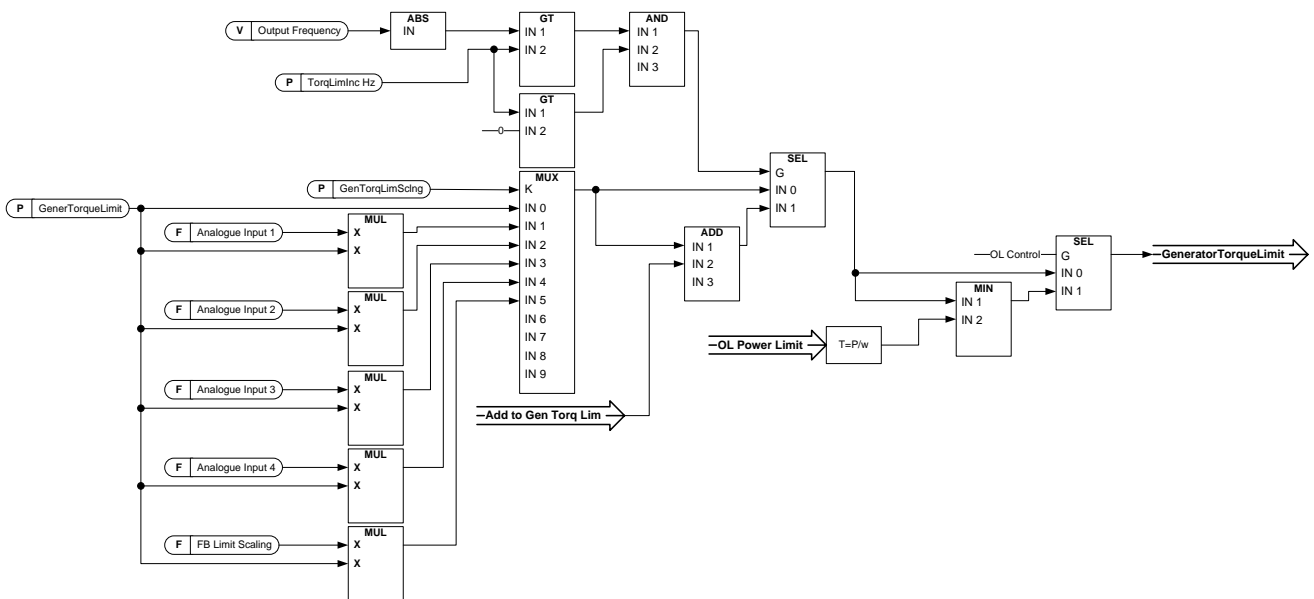 V Output Frequency
ABS
IN
GT
IN 1
IN 2
AND
IN 1
IN 2
IN 3
P TorqLimInc Hz
GT
IN 1
IN 2
0
P GenTorqLimSclng
MUX
K
IN 0
IN 1
IN 2
IN 3
IN 4
IN 5
IN 6
IN 7
IN 8
IN 9
P GenerTorqueLimit
F Analogue Input 1
MUL
X
X
F Analogue Input 2
MUL
X
X
F Analogue Input 3
MUL
X
X
F Analogue Input 4
MUL
X
X
F FB Limit Scaling
MUL
X
X
SEL
G
IN 0
IN 1
ADD
IN 1
IN 2
IN 3
Add to Gen Torq Lim
OL Power Limit
T=P/w
MIN
IN 1
IN 2
OL Control
SEL
G
IN 0
IN 1
GeneratorTorqueLimit